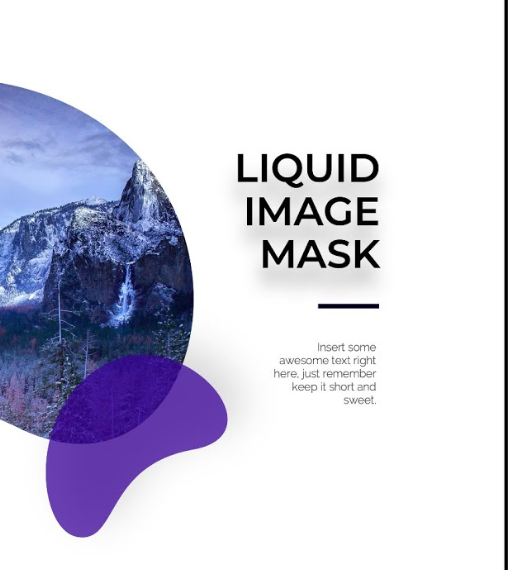 LIQUID
IMAGE
MASK
Insert some
awesome text right
here, just remember
keep it short and
sweet.